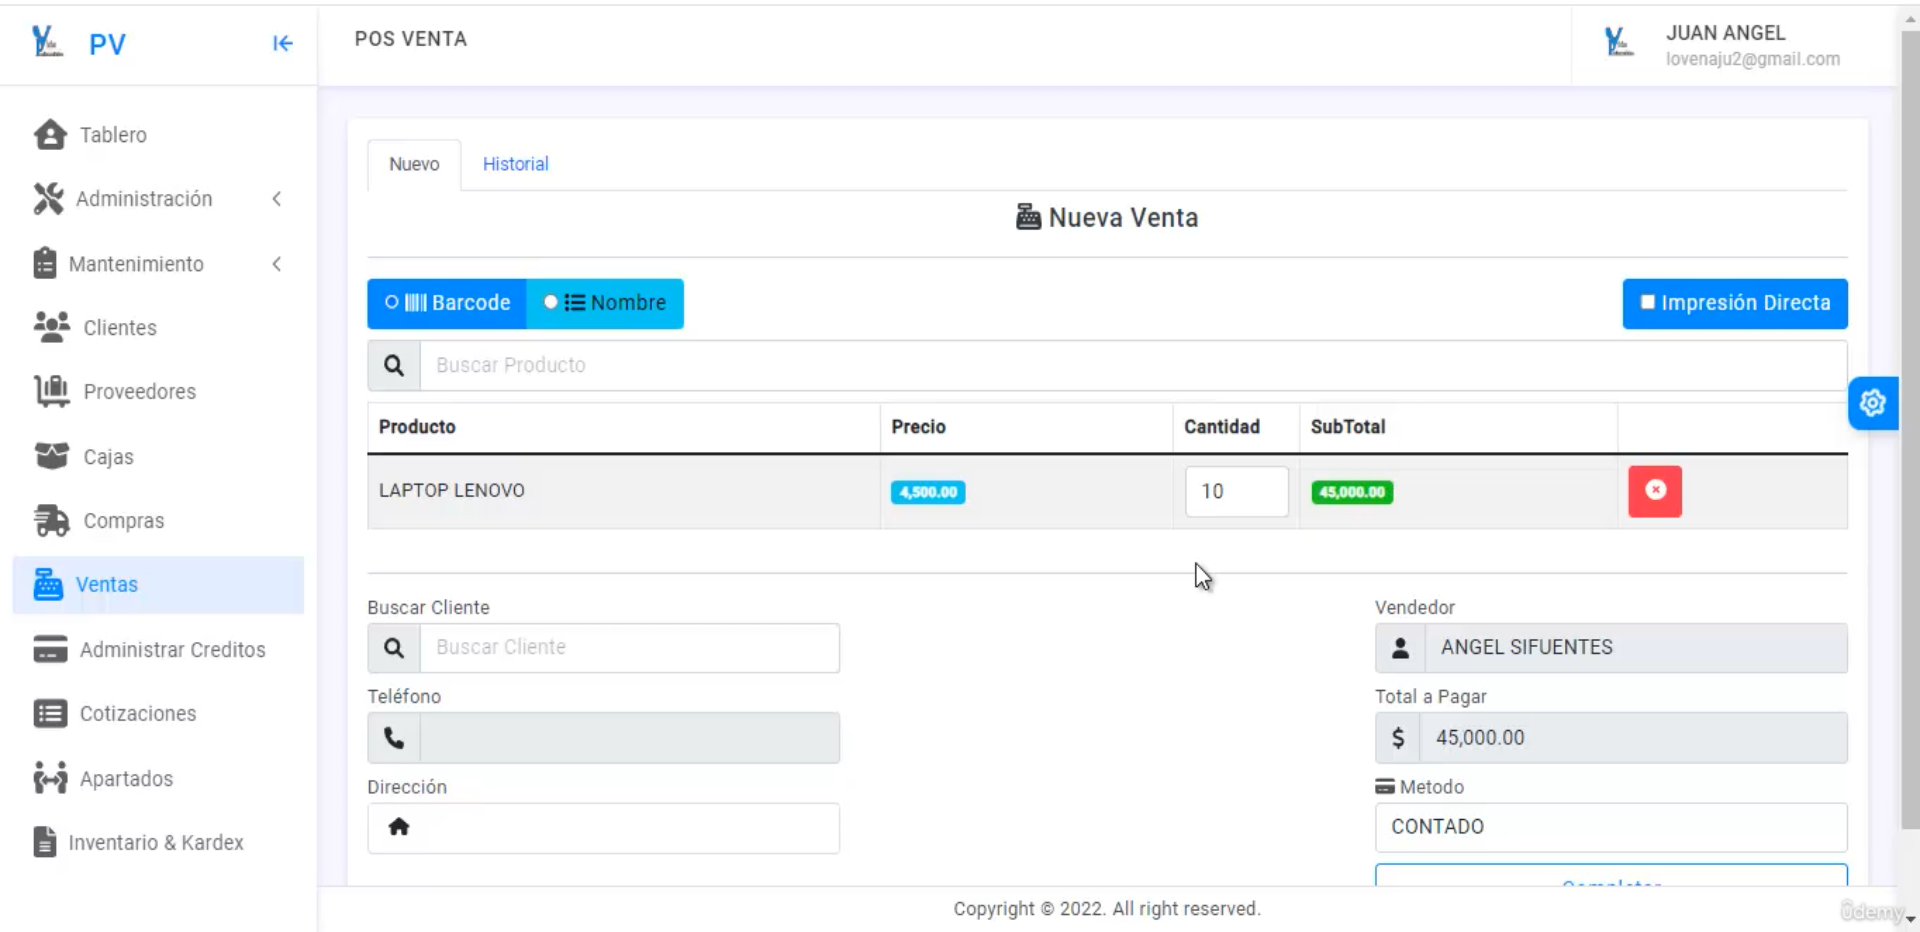 PV
POS VENTA
JUAN ANGEL
lovenaju2@gmail.com
Tablero
Administración
Mantenimiento
Clientes
Proveedores
Cajas
Compras
Ventas
Administrar Creditos
Cotizaciones
Apartados
Inventario & Kardex
Nuevo Historial
Nueva Venta
Barcode Nombre Impresión Directa
Buscar Producto
Producto Precio Cantidad SubTotal
LAPTOP LENOVO 4,500.00 10 45,000.00
Buscar Cliente
Buscar Cliente
Teléfono
Dirección
Vendedor
ANGEL SIFUENTES
Total a Pagar
$ 45,000.00
Metodo
CONTADO
Copyright © 2022. All right reserved.
ûdemy